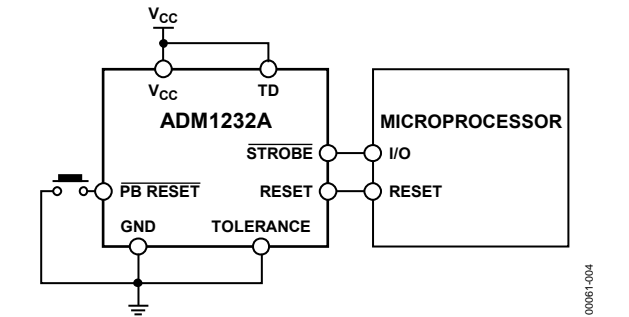 VCC
VCC TD
ADM1232A
MICROPROCESSOR
STROBE I/O
PB RESET RESET RESET
GND TOLERANCE
00061-004